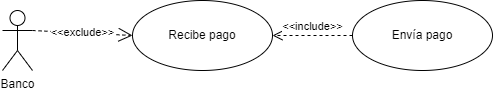 <<exclude>>
Recibe pago
<<include>>
Envía pago
Banco